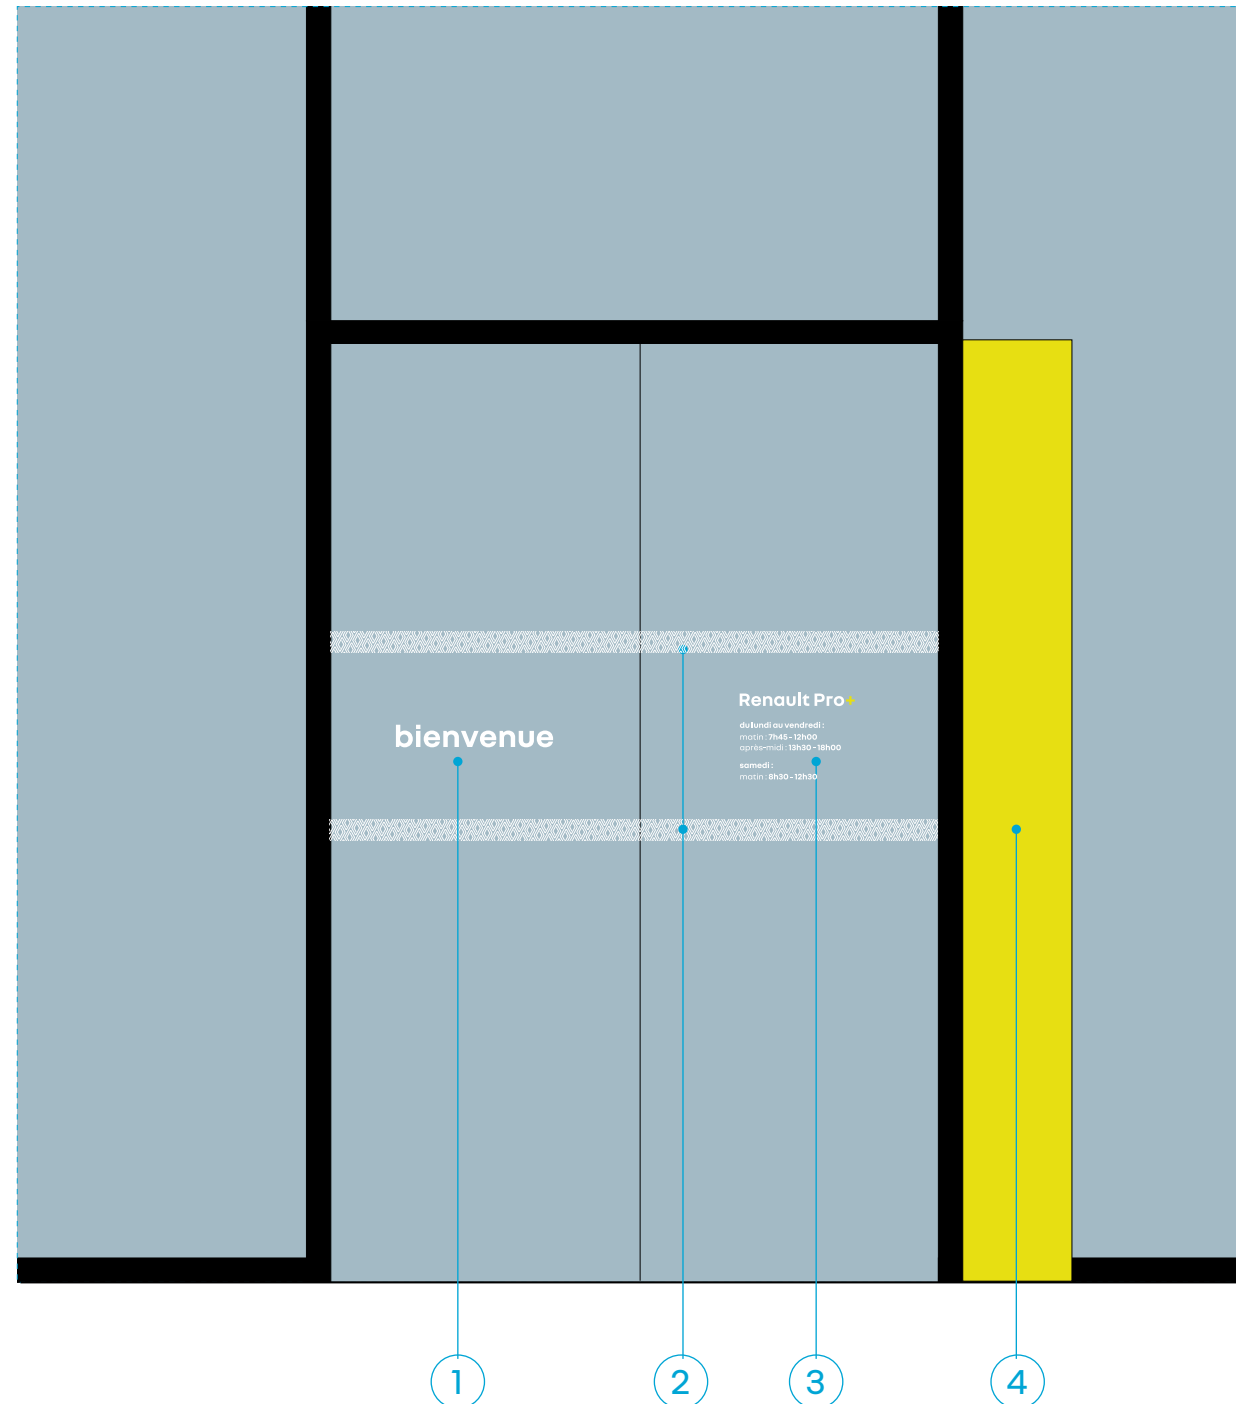 bienvenue
Renault Pro+
du lundi au vendredi :
matin : 7h45 - 12h00
après-midi : 13h30 - 18h00
samedi :
matin : 8h30 - 12h30
1
2
3
4